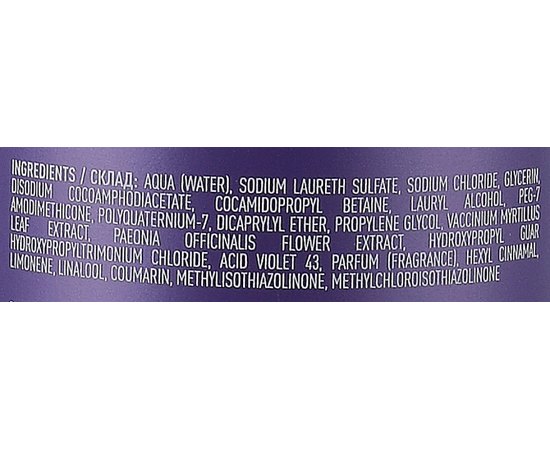 INGREDIENTS / СКЛАД: AQUA (WATER), SODIUM LAURETH SULFATE, SODIUM CHLORIDE, GLYCERIN,
DISODIUM COCOAMPHODIACETATE, COCAMIDOPROPYL BETAINE, LAURYL ALCOHOL, PEG-7
AMODIMETHICONE, POLYQUATERNIUM-7, DICAPRYLYL ETHER, PROPYLENE GLYCOL, VACCINIUM MYRTILLUS
LEAF EXTRACT, PAEONIA OFFICINALIS FLOWER EXTRACT, HYDROXYPROPYL GUAR
HYDROXYPROPYLTRIMONIUM CHLORIDE, ACID VIOLET 43, PARFUM (FRAGRANCE), HEXYL CINNAMAL,
LIMONENE, LINALOOL, COUMARIN, METHYLISOTHIAZOLINONE, METHYLCHLOROISOTHIAZOLINONE